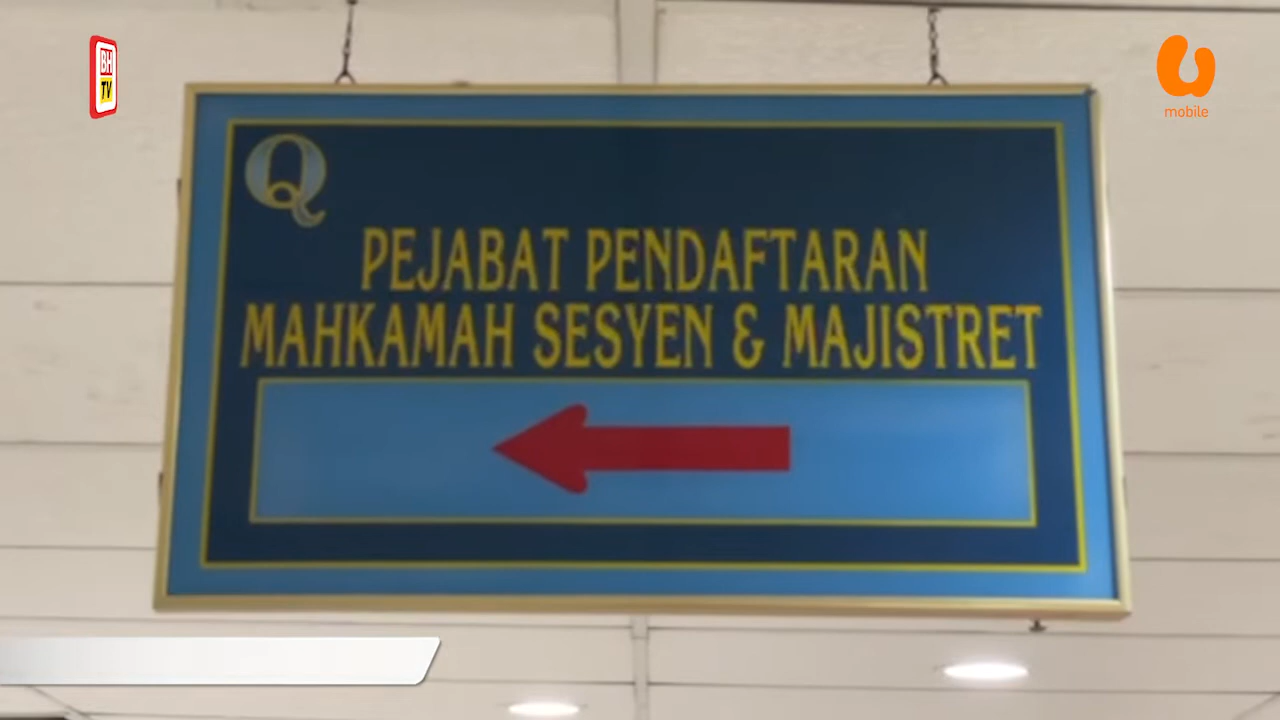 BH
TV
mobile
Q
PEJABAT PENDAFTARAN
MAHKAMAH SESYEN & MAJISTRET